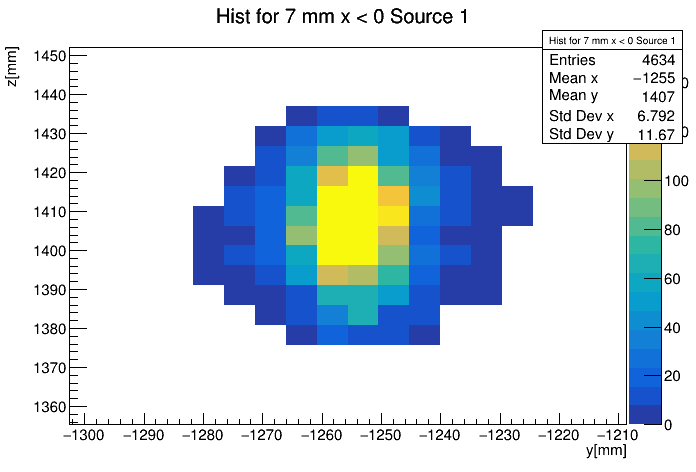 Hist for 7 mm x < 0 Source 1
Hist for 7 mm x < 0 Source 1
Entries 4634
Mean x −1255
Mean y 1407
Std Dev x 6.792
Std Dev y 11.67
z[mm]
1450
1440
1430
1420
1410
1400
1390
1380
1370
1360
100
80
60
40
20
0
−1300 −1290 −1280 −1270 −1260 −1250 −1240 −1230 −1220 −1210
y[mm]